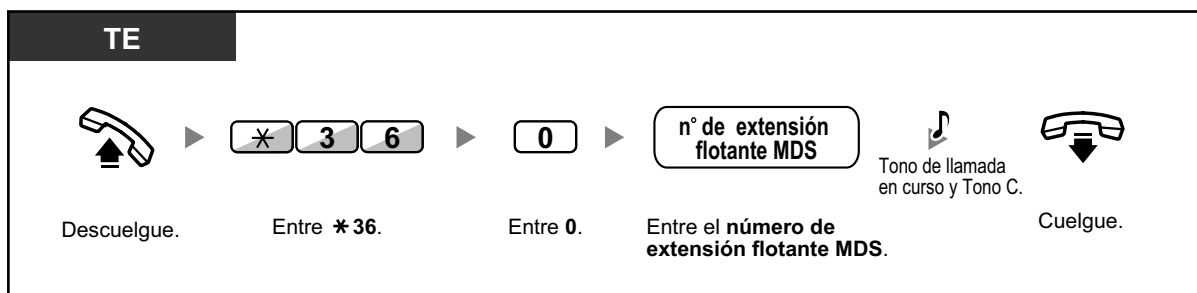 TE
✳ 3 6
0
n° de extensión
flotante MDS
Tono de llamada
en curso y Tono C.
Descuelgue.
Entre ✳36.
Entre 0.
Entre el número de
extensión flotante MDS.
Cuelgue.